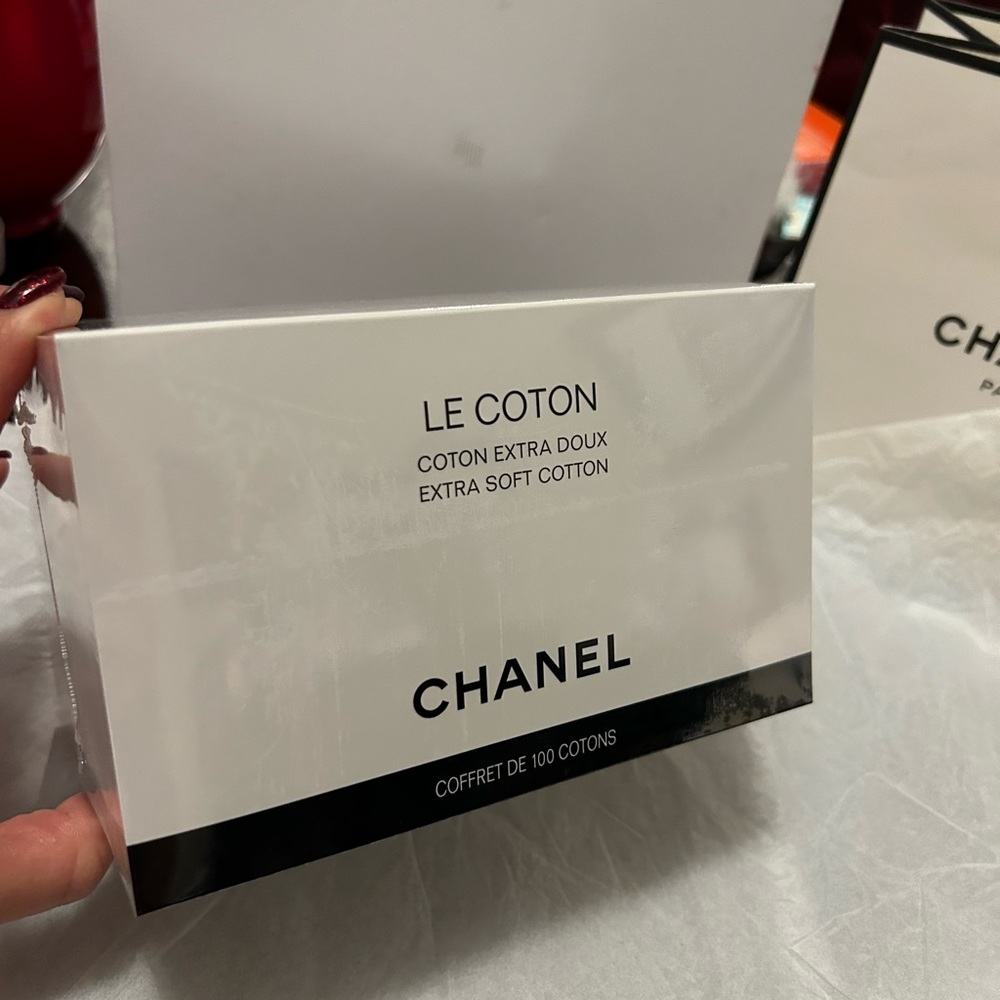 LE COTON
COTON EXTRA DOUX
EXTRA SOFT COTTON
CHANEL
COFFRET DE 100 COTONS